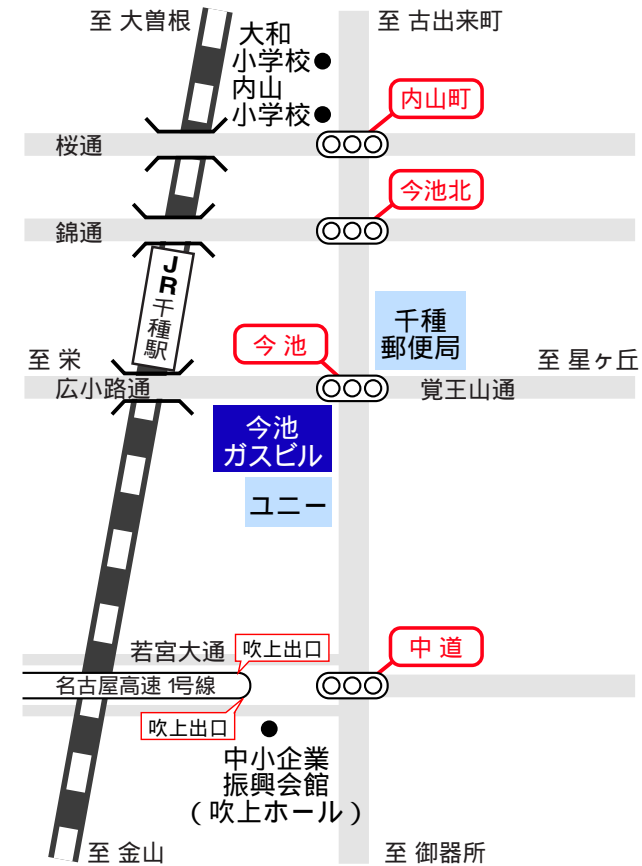 至 大曽根
至 古出来町
大和
小学校
内山
小学校
内山町
桜通
今池北
錦通
JR千種駅
千種
郵便局
今 池
至 栄
至 星ヶ丘
広小路通
覚王山通
今池
ガスビル
ユニー
若宮大通
吹上出口
中 道
名古屋高速 1号線
吹上出口
中小企業
振興会館
(吹上ホール)
至 金山
至 御器所